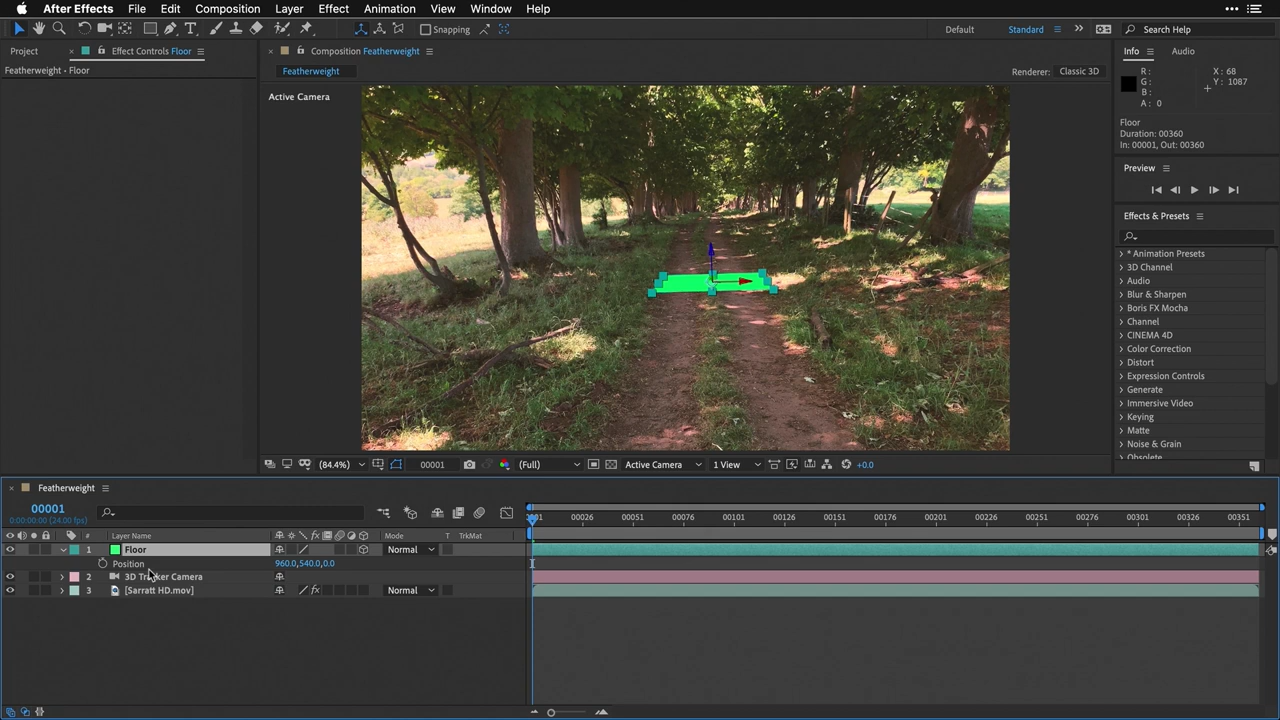 After Effects File Edit Composition Layer Effect Animation View Window Help
Snapping
Default Standard Search Help
Project Effect Controls Floor
Composition Featherweight
Info Audio
Featherweight • Floor
Featherweight
Renderer: Classic 3D
Active Camera
R: X: 68
G: Y: 1087
B:
A: 0
Floor
Duration: 00360
In: 00001, Out: 00360
Preview
Effects & Presets
* Animation Presets
3D Channel
Audio
Blur & Sharpen
Boris FX Mocha
Channel
CINEMA 4D
Color Correction
Distort
Expression Controls
Generate
Immersive Video
Keying
Matte
Noise & Grain
Obsolete
(84.4%) 00001 (Full) Active Camera 1 View +0.0
Featherweight
00001
0:00:00:00 (24.00 fps)
00026 00051 00076 00101 00126 00151 00176 00201 00226 00251 00276 00301 00326 00351
# Layer Name Mode T TrkMat
1 Floor Normal
Position 960.0,540.0,0.0
2 3D Tracker Camera
3 [Sarratt HD.mov] Normal